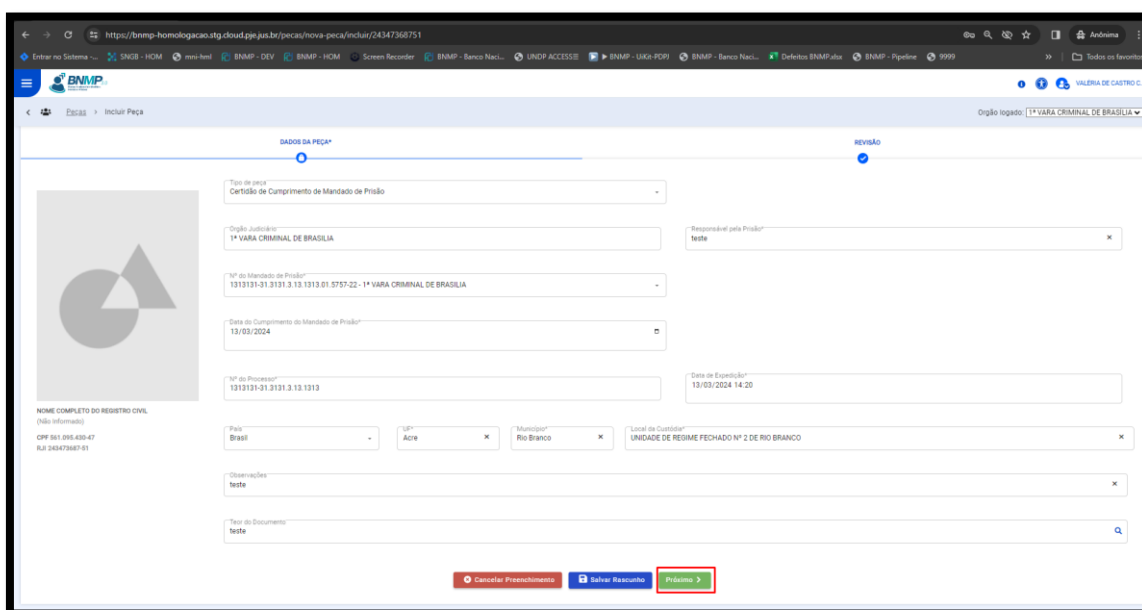 https://bnmp-homologacao.stg.cloud.pje.jus.br/pecas/nova-peca/incluir/24347368751
Anônima
Entrar no Sistema -... SNGB - HOM mni-hml BNMP - DEV BNMP - HOM Screen Recorder BNMP - Banco Naci... UNDP ACCESS® BNMP - UiKit-PDPJ BNMP - Banco Naci... Defeitos BNMP.xlsx BNMP - Pipeline 9999 » Todos os favoritos
BNMP VALÉRIA DE CASTRO C.
Peças > Incluir Peça Orgão logado: 1ª VARA CRIMINAL DE BRASILIA
DADOS DA PEÇA* REVISÃO
Tipo de peça
Certidão de Cumprimento de Mandado de Prisão
Órgão Judiciário Responsável pela Prisão*
1ª VARA CRIMINAL DE BRASILIA teste
Nº do Mandado de Prisão*
1313131-31.3131.3.13.1313.01.5757-22 - 1ª VARA CRIMINAL DE BRASILIA
Data do Cumprimento do Mandado de Prisão*
13/03/2024
Nº do Processo* Data de Expedição*
1313131-31.3131.3.13.1313 13/03/2024 14:20
NOME COMPLETO DO REGISTRO CIVIL
(Não informado)
CPF 561.095.430-47
RJI 243473687-51
País UF* Município* Local de Custódia*
Brasil Acre Rio Branco UNIDADE DE REGIME FECHADO Nº 2 DE RIO BRANCO
Observações
teste
Teor do Documento
teste
Cancelar Preenchimento Salvar Rascunho Próximo >